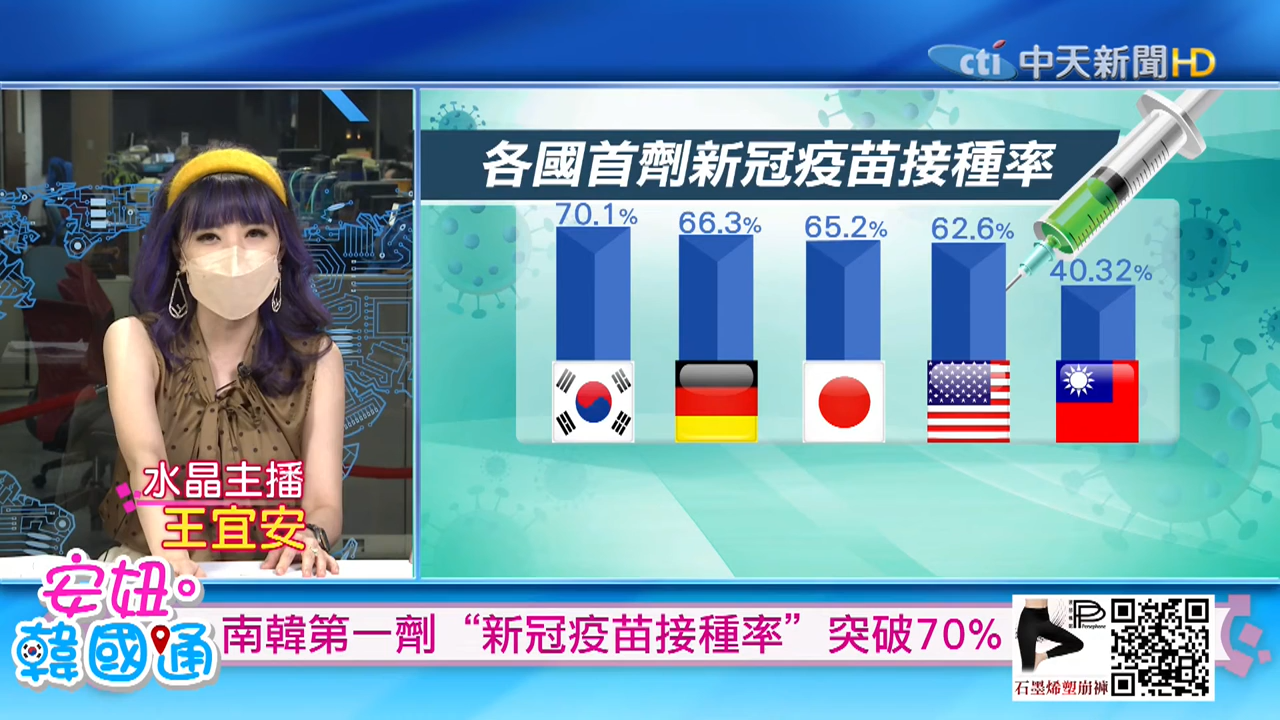 cti 中天新聞HD
各國首劑新冠疫苗接種率
70.1%
66.3%
65.2%
62.6%
40.32%
水晶主播
王宜安
安妞。
韓國通
南韓第一劑“新冠疫苗接種率”突破70%
石墨烯塑崩褲